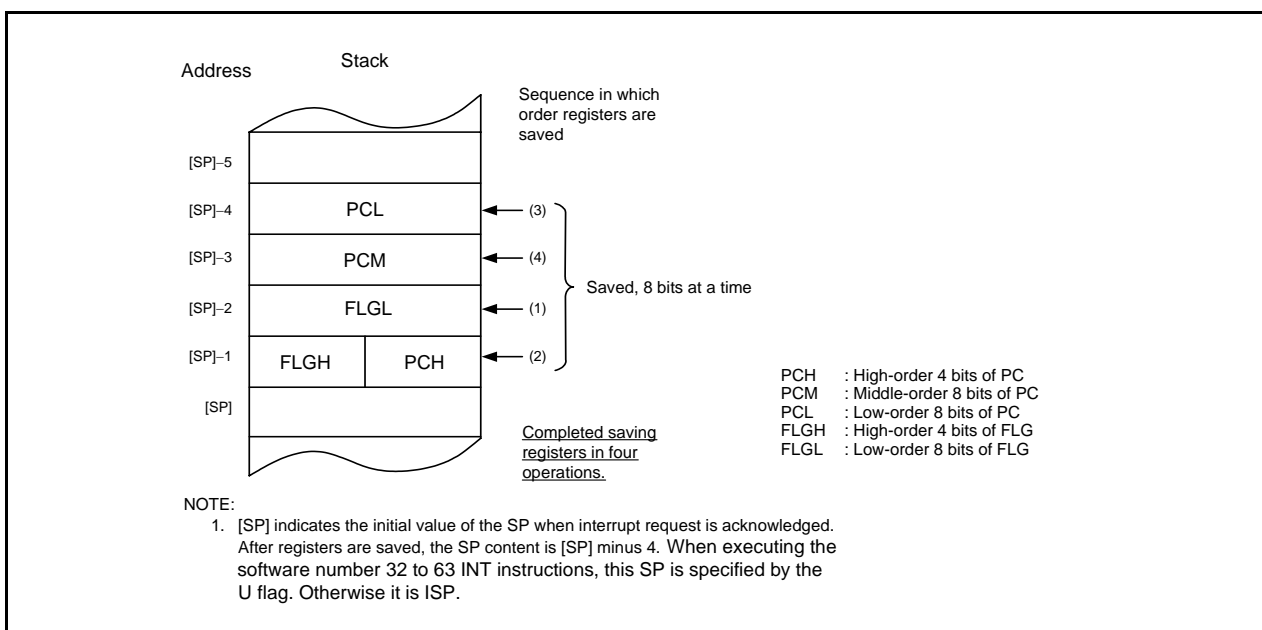 Address
Stack
Sequence in which
order registers are
saved
[SP]−5
[SP]−4
PCL
(3)
[SP]−3
PCM
(4)
Saved, 8 bits at a time
[SP]−2
FLGL
(1)
[SP]−1
FLGH
PCH
(2)
[SP]
Completed saving
registers in four
operations.
PCH : High-order 4 bits of PC
PCM : Middle-order 8 bits of PC
PCL : Low-order 8 bits of PC
FLGH : High-order 4 bits of FLG
FLGL : Low-order 8 bits of FLG
NOTE:
1. [SP] indicates the initial value of the SP when interrupt request is acknowledged.
After registers are saved, the SP content is [SP] minus 4. When executing the
software number 32 to 63 INT instructions, this SP is specified by the
U flag. Otherwise it is ISP.